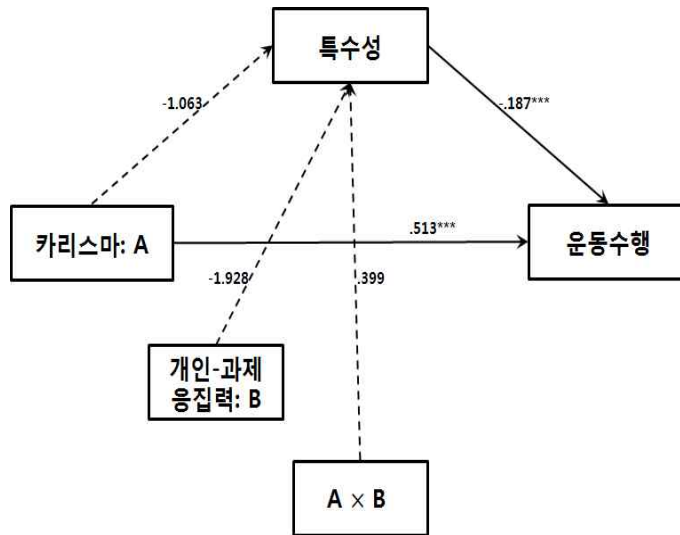 특수성
-1.063
-.187***
카리스마: A
.513***
운동수행
-1.928
.399
개인-과제
응집력: B
A × B